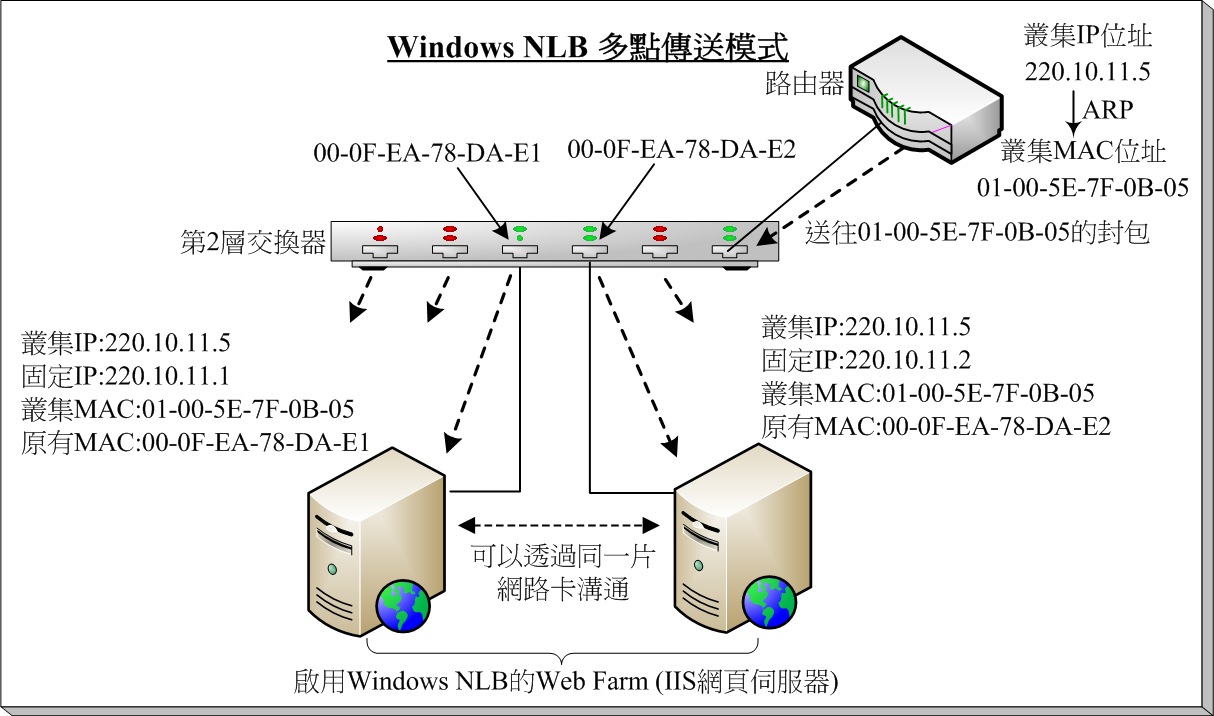 Windows NLB 多點傳送模式
叢集IP位址
220.10.11.5
ARP
叢集MAC位址
01-00-5E-7F-0B-05
路由器
00-0F-EA-78-DA-E1
00-0F-EA-78-DA-E2
第2層交換器
送往01-00-5E-7F-0B-05的封包
叢集IP:220.10.11.5
固定IP:220.10.11.1
叢集MAC:01-00-5E-7F-0B-05
原有MAC:00-0F-EA-78-DA-E1
叢集IP:220.10.11.5
固定IP:220.10.11.2
叢集MAC:01-00-5E-7F-0B-05
原有MAC:00-0F-EA-78-DA-E2
可以透過同一片
網路卡溝通
啟用Windows NLB的Web Farm (IIS網頁伺服器)